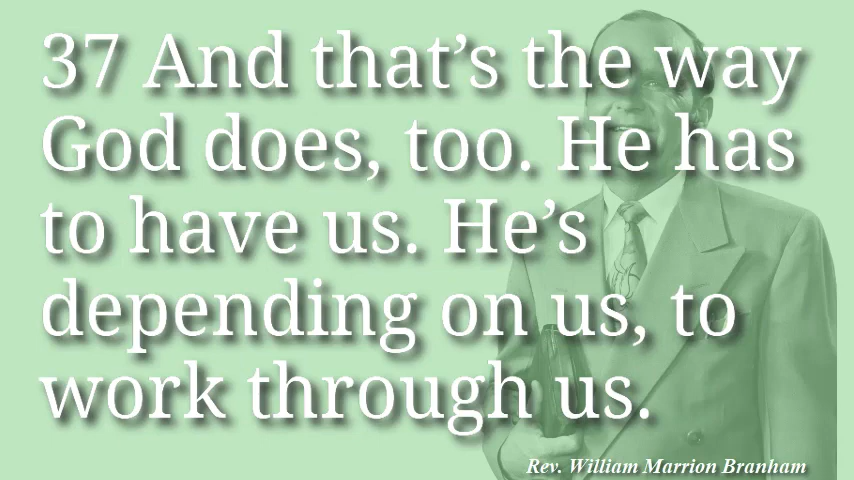 37 And that’s the way
God does, too. He has
to have us. He’s
depending on us, to
work through us.
Rev. William Marrion Branham